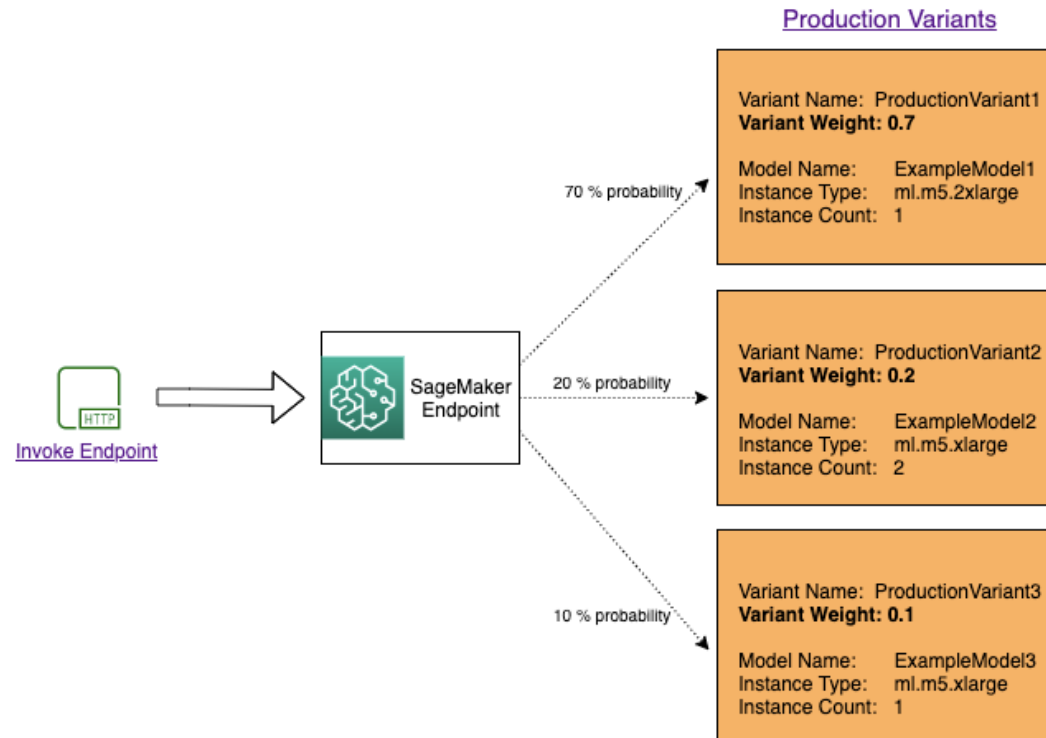 Production Variants
Variant Name: ProductionVariant1
Variant Weight: 0.7
Model Name: ExampleModel1
Instance Type: ml.m5.2xlarge
Instance Count: 1
70 % probability
Variant Name: ProductionVariant2
Variant Weight: 0.2
Model Name: ExampleModel2
Instance Type: ml.m5.xlarge
Instance Count: 2
20 % probability
SageMaker
Endpoint
HTTP
Invoke Endpoint
10 % probability
Variant Name: ProductionVariant3
Variant Weight: 0.1
Model Name: ExampleModel3
Instance Type: ml.m5.xlarge
Instance Count: 1